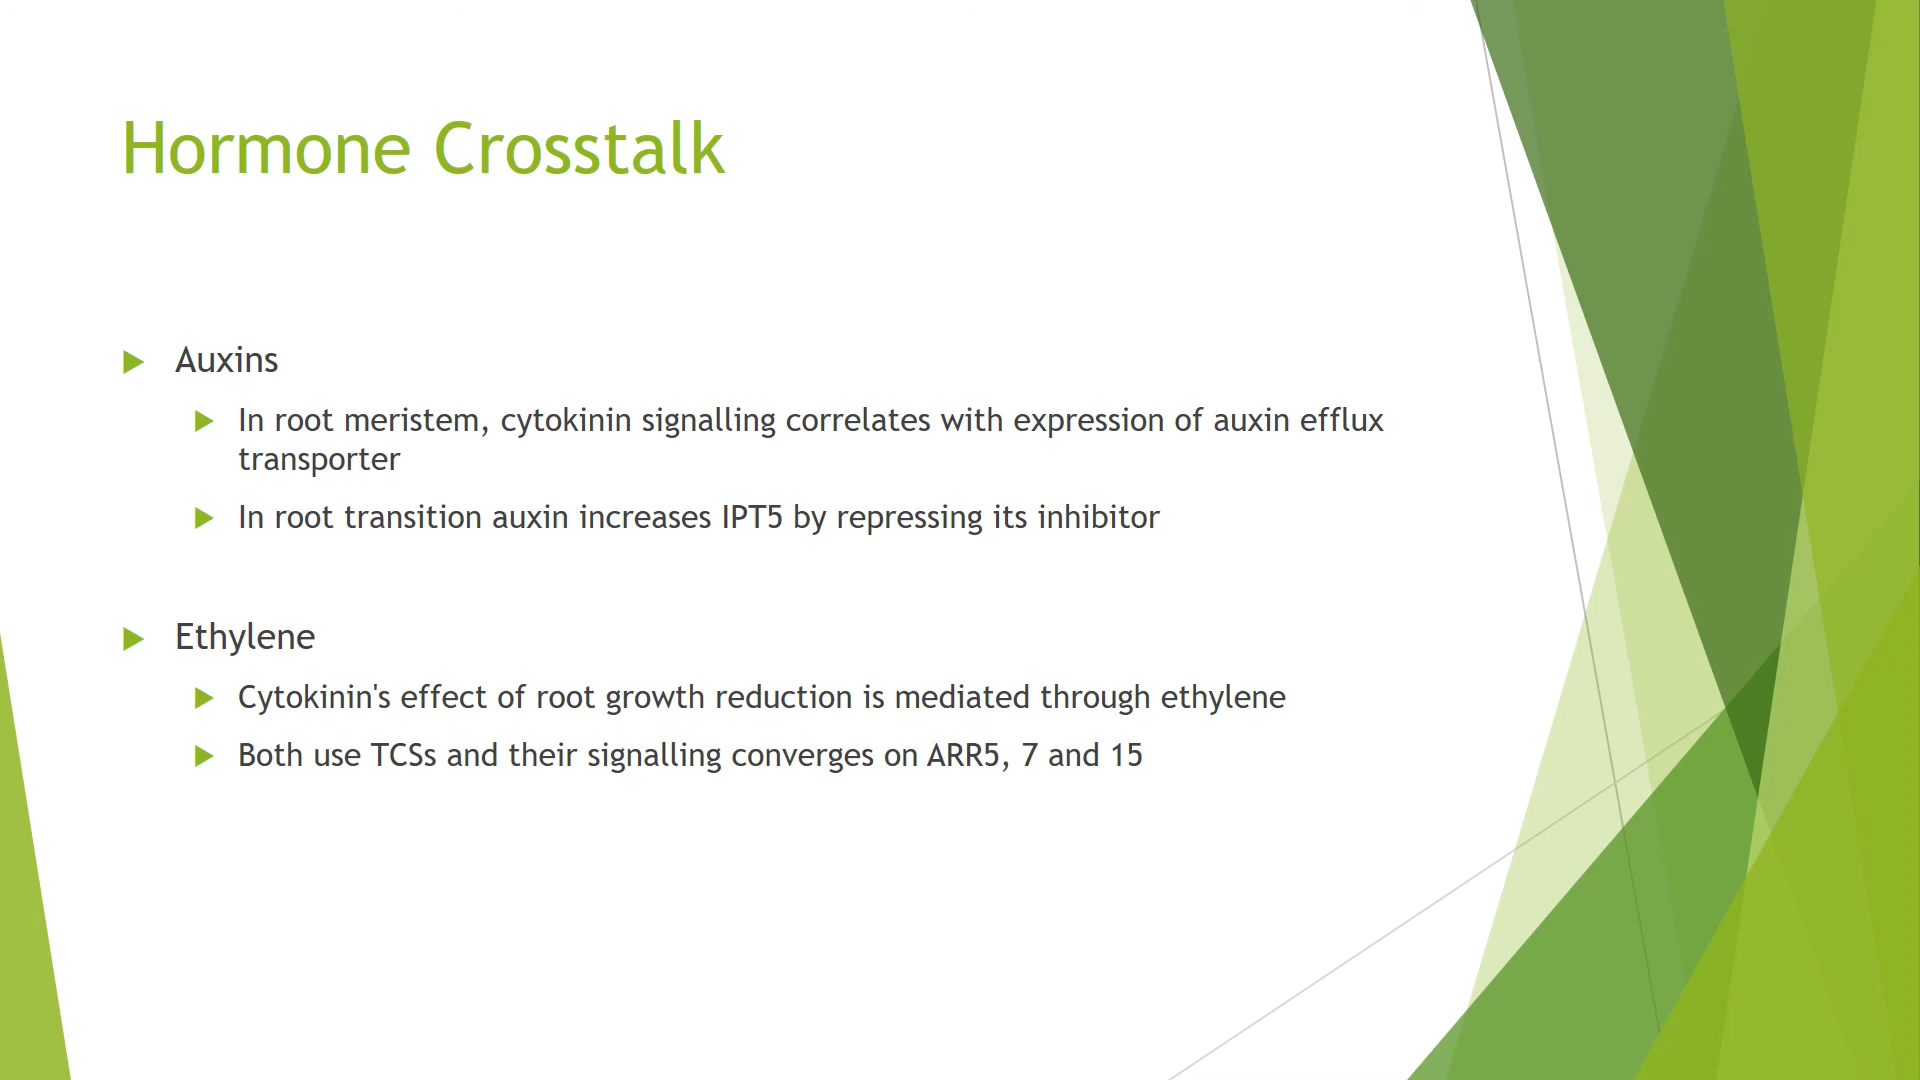 Hormone Crosstalk
Auxins
In root meristem, cytokinin signalling correlates with expression of auxin efflux
transporter
In root transition auxin increases IPT5 by repressing its inhibitor
Ethylene
Cytokinin's effect of root growth reduction is mediated through ethylene
Both use TCSs and their signalling converges on ARR5, 7 and 15